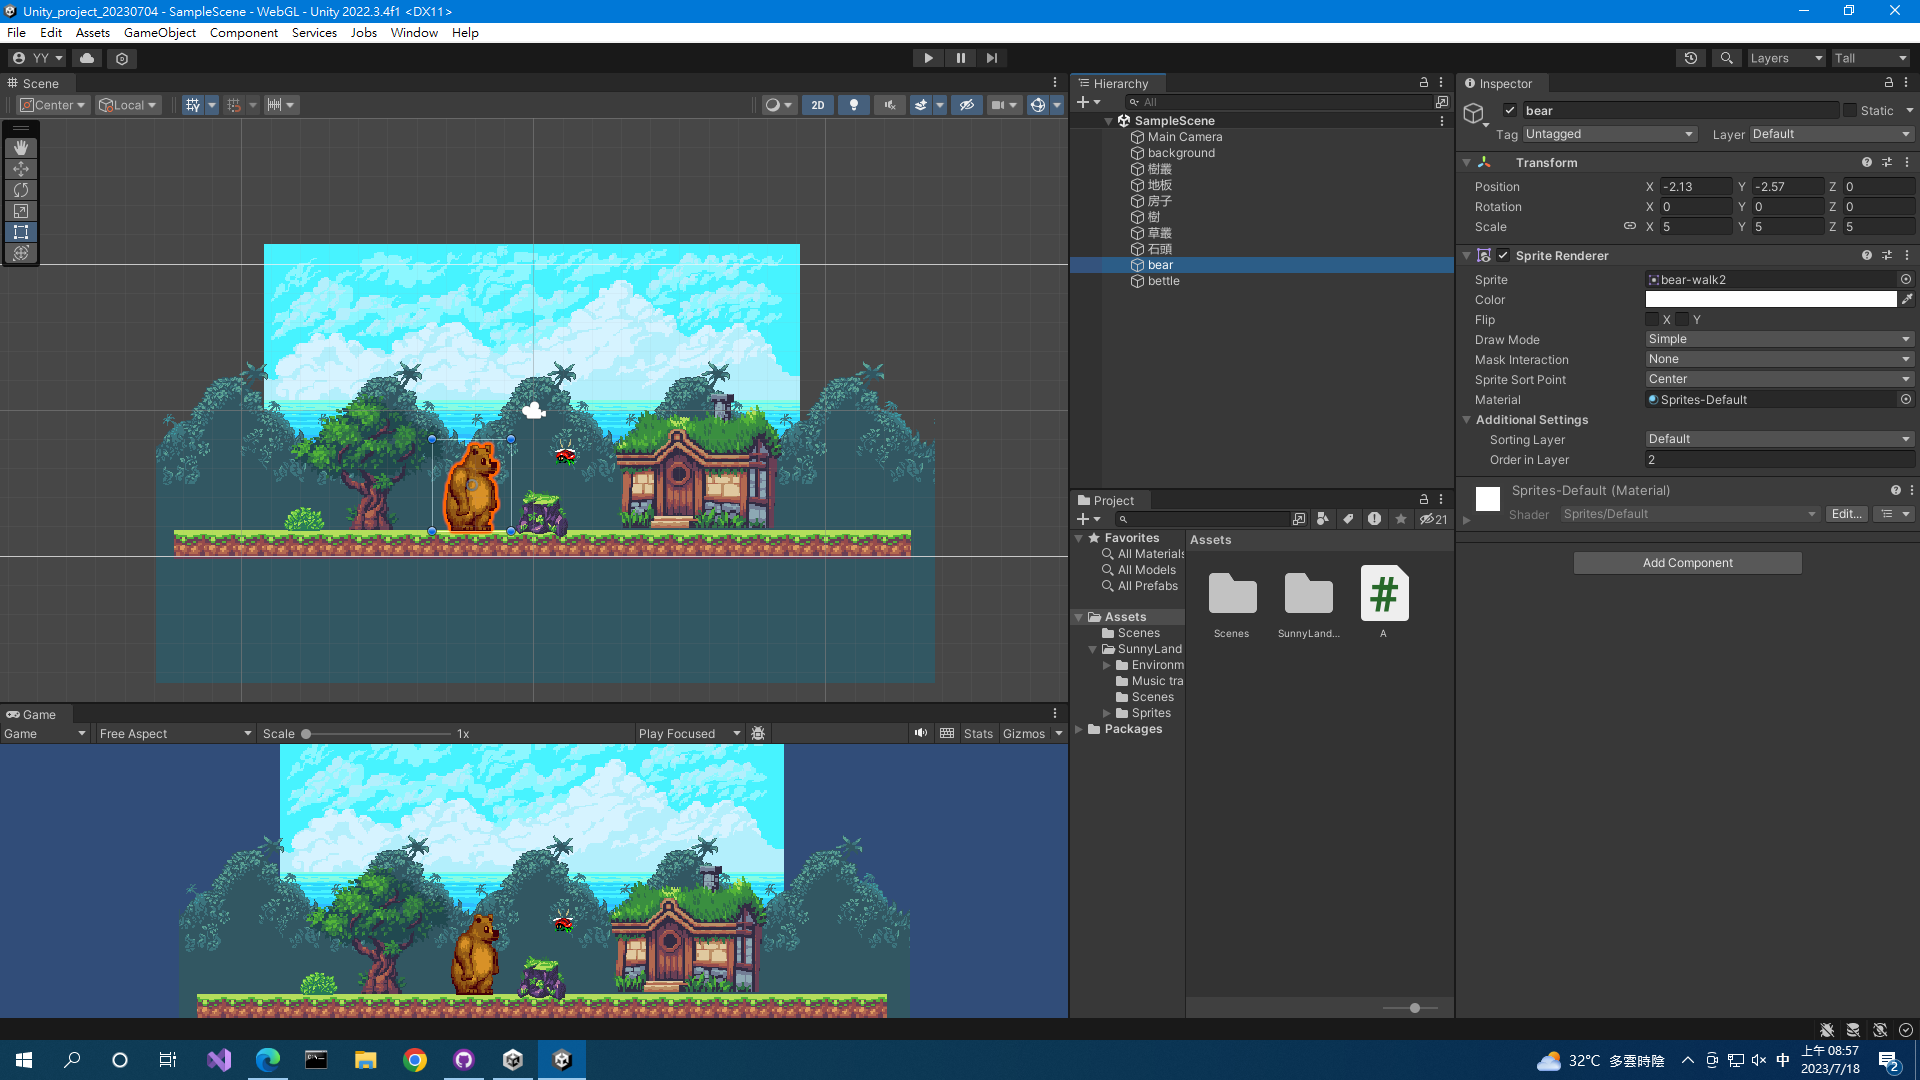 Unity_project_20230704 - SampleScene - WebGL - Unity 2022.3.4f1 <DX11>
File Edit Assets GameObject Component Services Jobs Window Help
YY
Layers
Tall
Scene
Center
Local
2D
Hierarchy
All
SampleScene
Main Camera
background
樹叢
地板
房子
樹
草叢
石頭
bear
bettle
Inspector
bear
Static
Tag Untagged Layer Default
Transform
Position X -2.13 Y -2.57 Z 0
Rotation X 0 Y 0 Z 0
Scale X 5 Y 5 Z 5
Sprite Renderer
Sprite bear-walk2
Color
Flip X Y
Draw Mode Simple
Mask Interaction None
Sprite Sort Point Center
Material Sprites-Default
Additional Settings
Sorting Layer Default
Order in Layer 2
Sprites-Default (Material)
Shader Sprites/Default Edit...
Add Component
Project
21
Favorites
All Materials
All Models
All Prefabs
Assets
Scenes
SunnyLand
Environm
Music tra
Scenes
Sprites
Packages
Assets
Scenes
SunnyLand...
A
#
Game
Game Free Aspect Scale 1x Play Focused Stats Gizmos
32°C 多雲時陰
中
上午 08:57
2023/7/18
2